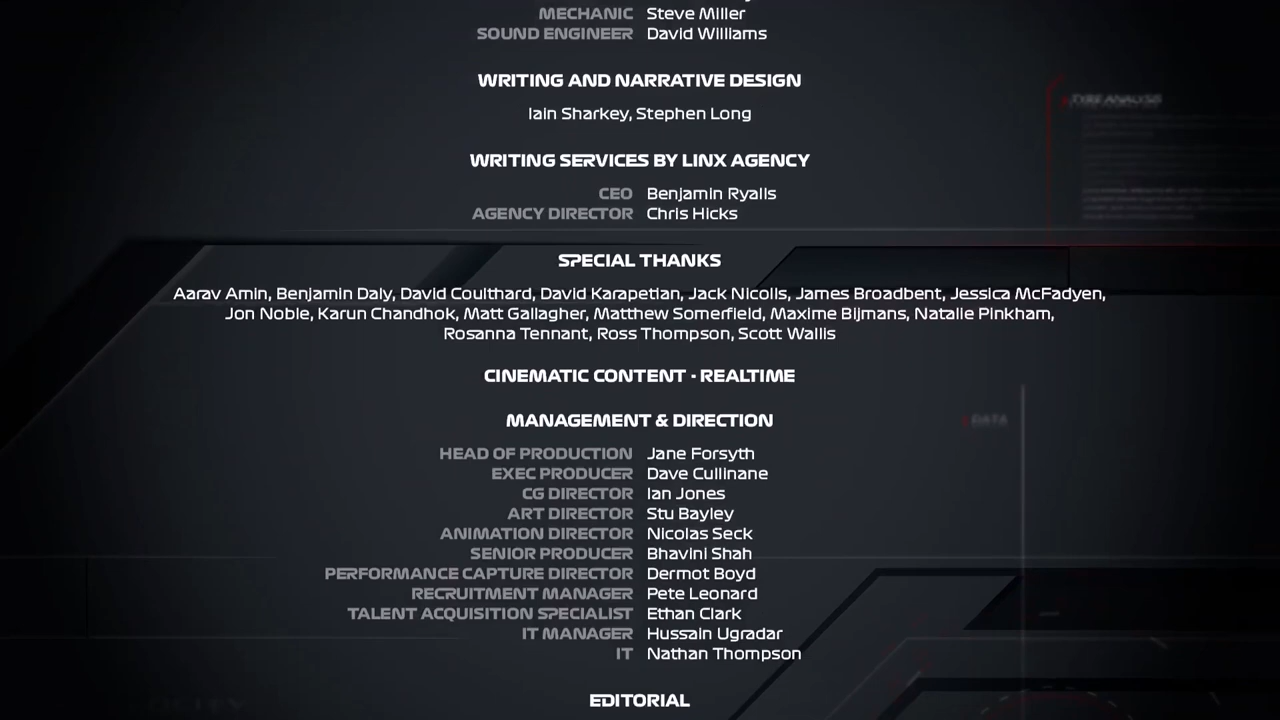 MECHANIC Steve Miller
SOUND ENGINEER David Williams
WRITING AND NARRATIVE DESIGN
Iain Sharkey, Stephen Long
WRITING SERVICES BY LINX AGENCY
CEO Benjamin Ryalls
AGENCY DIRECTOR Chris Hicks
TYRE ANALYSIS
SPECIAL THANKS
Aarav Amin, Benjamin Daly, David Coulthard, David Karapetian, Jack Nicolls, James Broadbent, Jessica McFadyen,
Jon Noble, Karun Chandhok, Matt Gallagher, Matthew Somerfield, Maxime Bijmans, Natalie Pinkham,
Rosanna Tennant, Ross Thompson, Scott Wallis
CINEMATIC CONTENT - REALTIME
MANAGEMENT & DIRECTION
DATA
HEAD OF PRODUCTION Jane Forsyth
EXEC PRODUCER Dave Cullinane
CG DIRECTOR Ian Jones
ART DIRECTOR Stu Bayley
ANIMATION DIRECTOR Nicolas Seck
SENIOR PRODUCER Bhavini Shah
PERFORMANCE CAPTURE DIRECTOR Dermot Boyd
RECRUITMENT MANAGER Pete Leonard
TALENT ACQUISITION SPECIALIST Ethan Clark
IT MANAGER Hussain Ugradar
IT Nathan Thompson
EDITORIAL